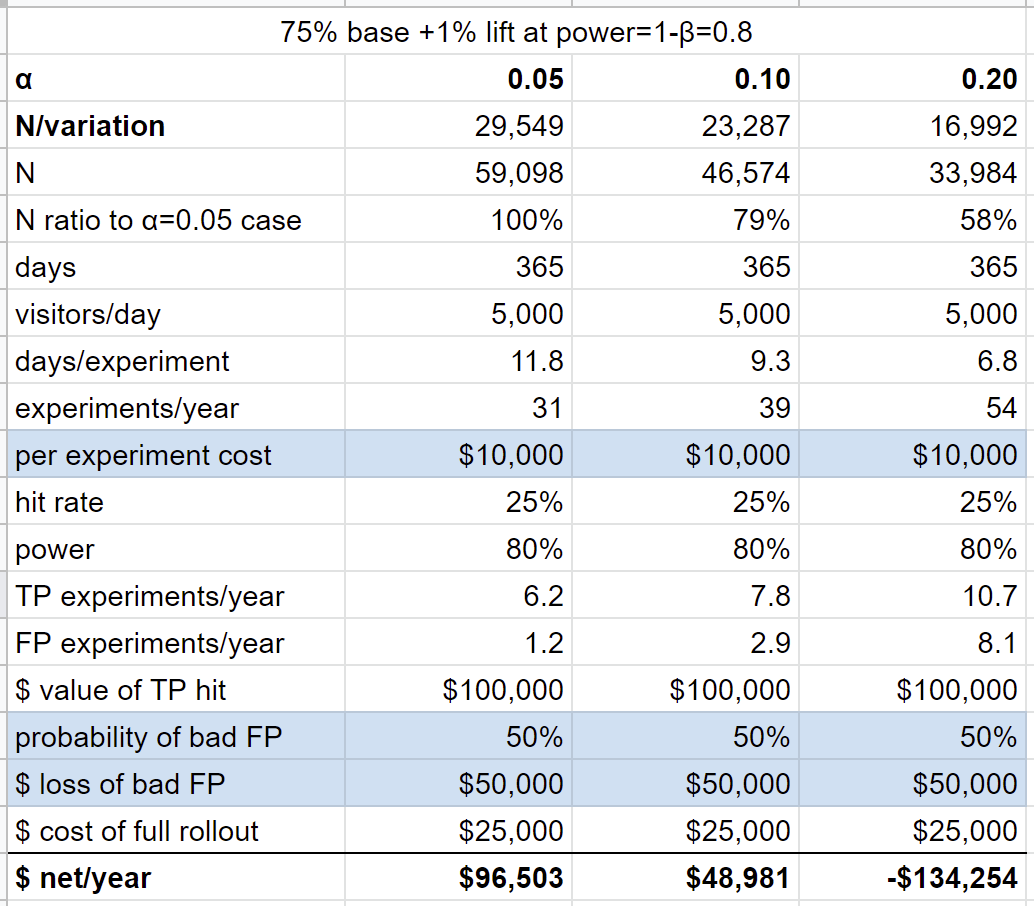 75% base +1% lift at power=1-β=0.8
α 0.05 0.10 0.20
N/variation 29,549 23,287 16,992
N 59,098 46,574 33,984
N ratio to α=0.05 case 100% 79% 58%
days 365 365 365
visitors/day 5,000 5,000 5,000
days/experiment 11.8 9.3 6.8
experiments/year 31 39 54
per experiment cost $10,000 $10,000 $10,000
hit rate 25% 25% 25%
power 80% 80% 80%
TP experiments/year 6.2 7.8 10.7
FP experiments/year 1.2 2.9 8.1
$ value of TP hit $100,000 $100,000 $100,000
probability of bad FP 50% 50% 50%
$ loss of bad FP $50,000 $50,000 $50,000
$ cost of full rollout $25,000 $25,000 $25,000
$ net/year $96,503 $48,981 -$134,254